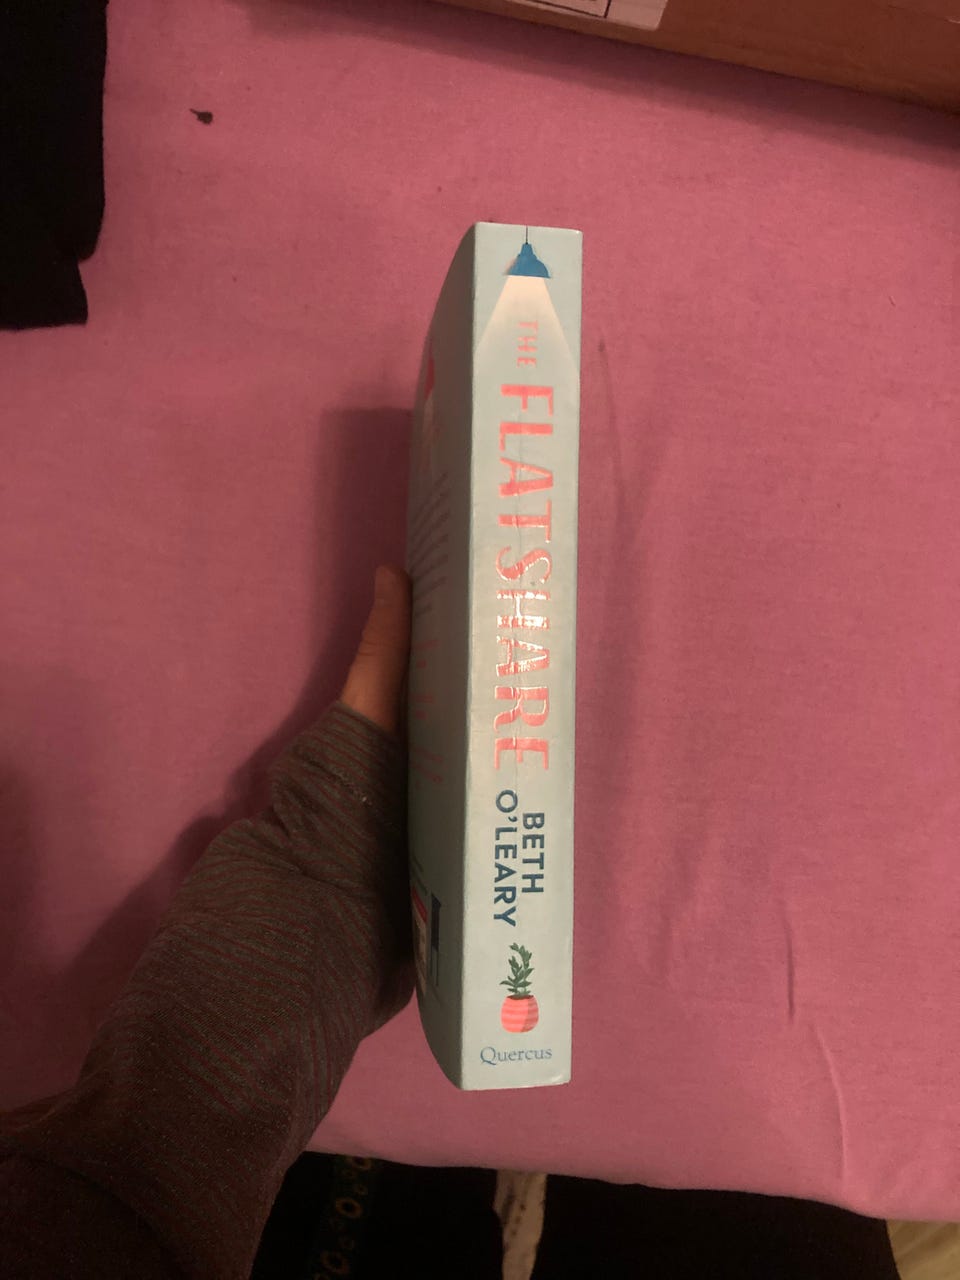 THE FLATSHARE
BETH
O'LEARY
Quercus